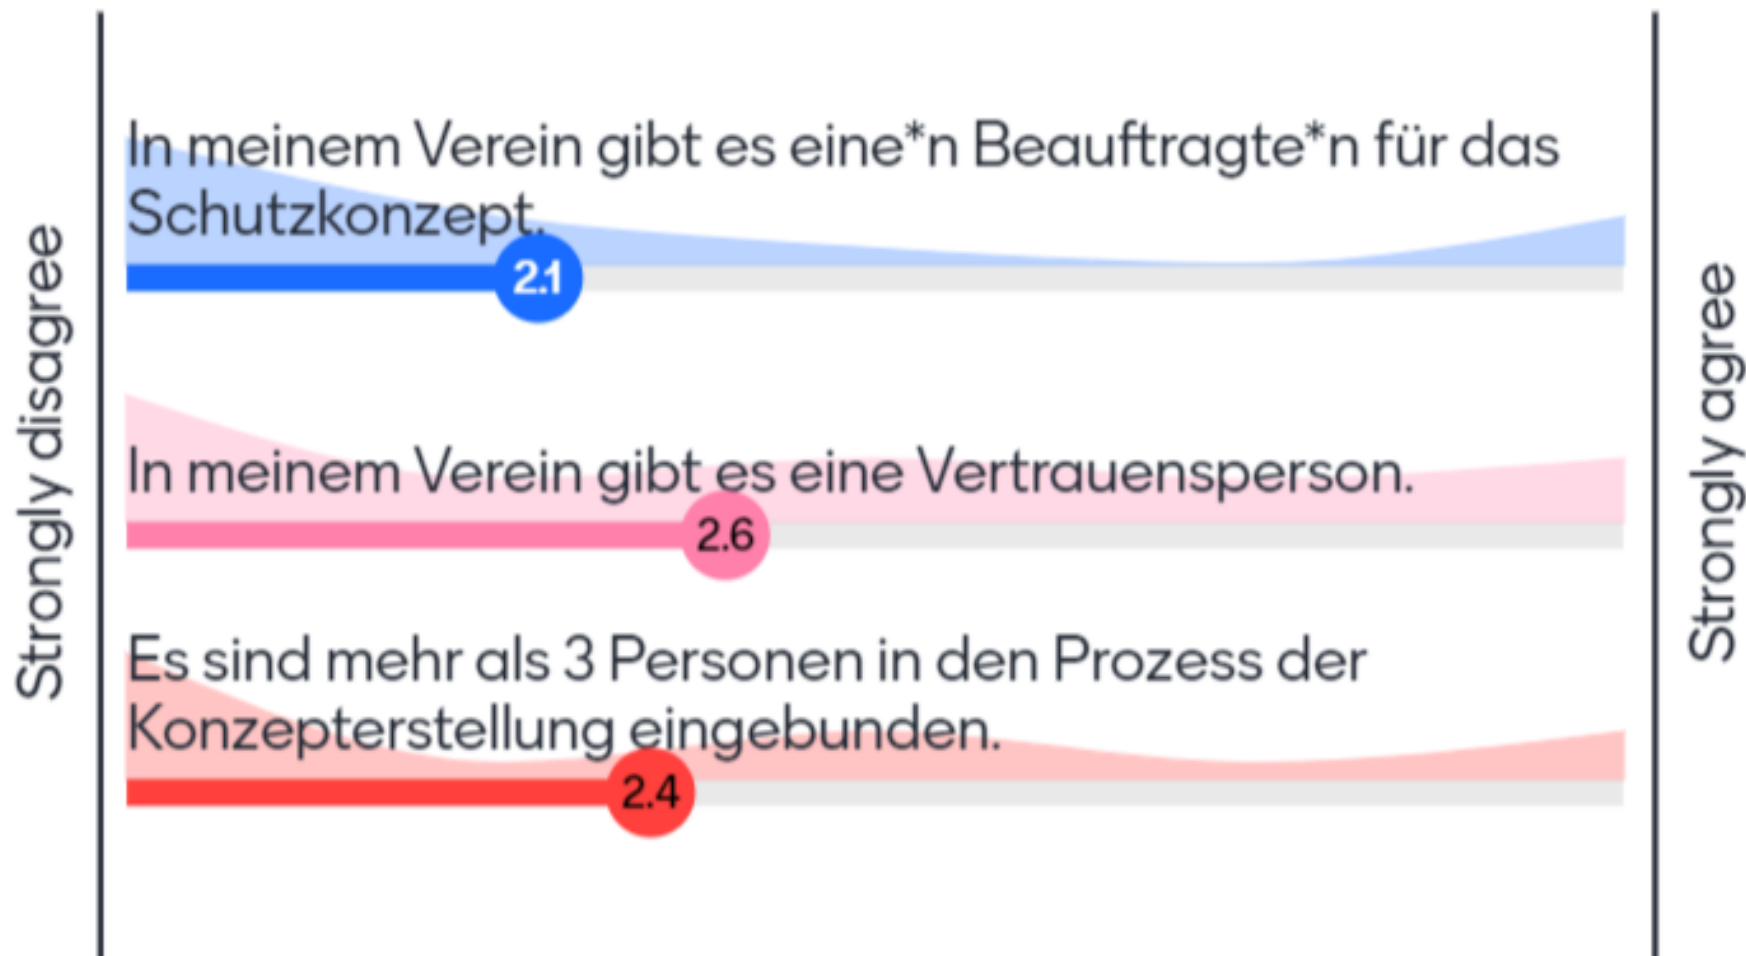 Strongly disagree
In meinem Verein gibt es eine*n Beauftragte*n für das
Schutzkonzept.
2.1
In meinem Verein gibt es eine Vertrauensperson.
2.6
Es sind mehr als 3 Personen in den Prozess der
Konzepterstellung eingebunden.
2.4
Strongly agree